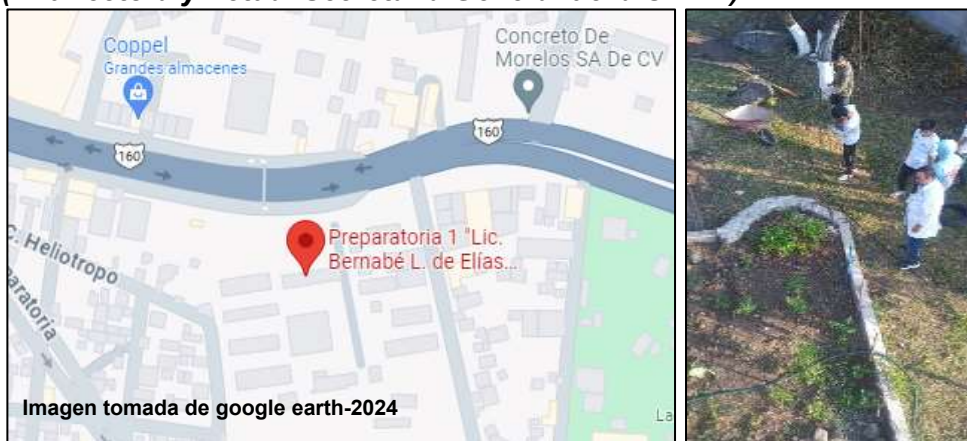 Coppel
Grandes almacenes
Concreto De
Morelos SA De CV
160
160
Preparatoria 1 "Lic.
Bernabé L. de Elías...
C. Heliotropo
paratoria
Imagen tomada de google earth-2024
La